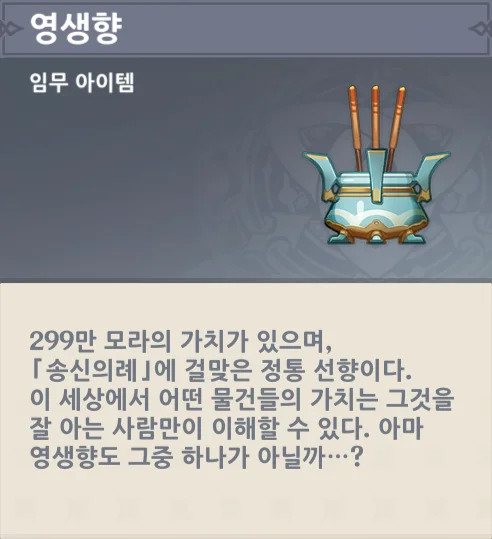 영생향
임무 아이템
299만 모라의 가치가 있으며,
「송신의례」에 걸맞은 정통 선향이다.
이 세상에서 어떤 물건들의 가치는 그것을
잘 아는 사람만이 이해할 수 있다. 아마
영생향도 그중 하나가 아닐까…?